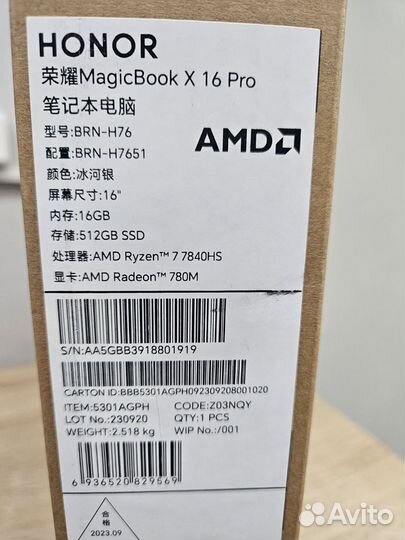 HONOR
荣耀MagicBook X 16 Pro
笔记本电脑
型号:BRN-H76
配置:BRN-H7651
颜色:冰河银
屏幕尺寸:16"
内存:16GB
存储:512GB SSD
处理器:AMD Ryzen™ 7 7840HS
显卡:AMD Radeon™ 780M
AMD
S/N:AA5GBB3918801919
CARTON ID:BBB5301AGPH092309208001020
ITEM:5301AGPH CODE:Z03NQY
LOT No.:230920 QTY:1 PCS
WEIGHT:2.518 kg WIP No.:/001
6 936520 829569
合格
2023.09
Avito